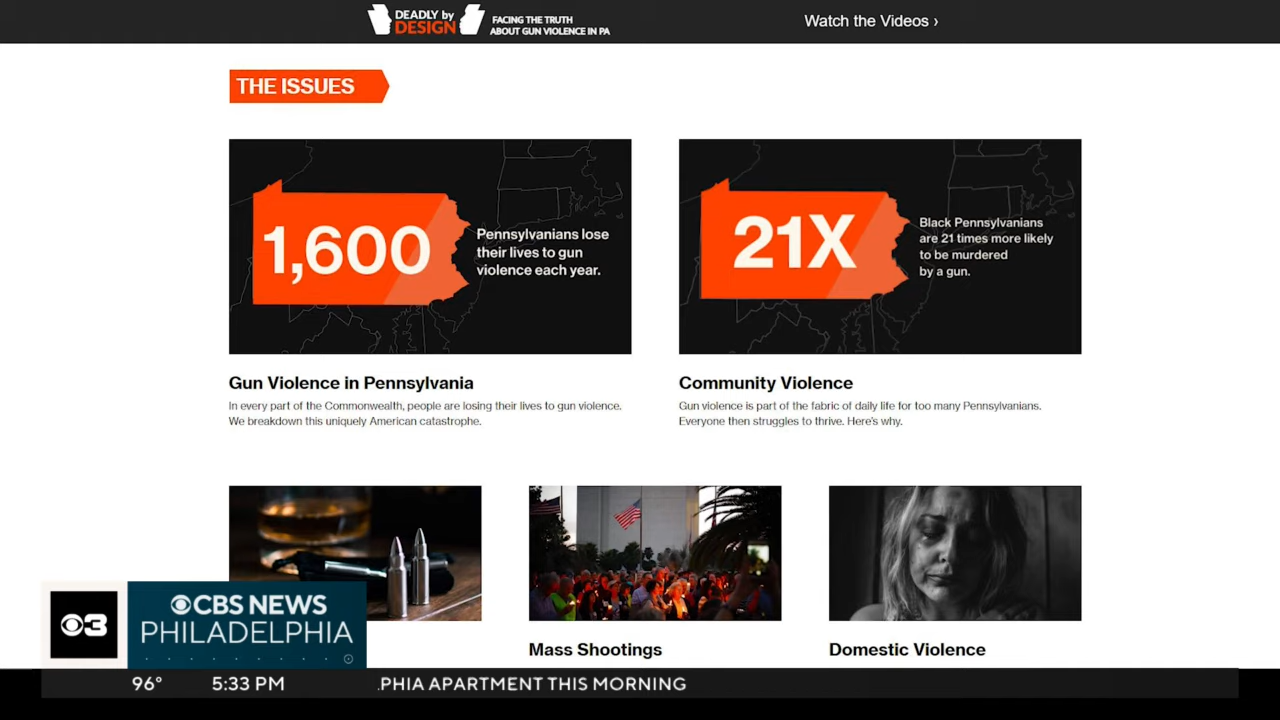 DEADLY by
DESIGN
FACING THE TRUTH
ABOUT GUN VIOLENCE IN PA
Watch the Videos ›
THE ISSUES
1,600
Pennsylvanians lose
their lives to gun
violence each year.
21X
Black Pennsylvanians
are 21 times more likely
to be murdered
by a gun.
Gun Violence in Pennsylvania
In every part of the Commonwealth, people are losing their lives to gun violence.
We breakdown this uniquely American catastrophe.
Community Violence
Gun violence is part of the fabric of daily life for too many Pennsylvanians.
Everyone then struggles to thrive. Here's why.
Mass Shootings
Domestic Violence
3
CBS NEWS
PHILADELPHIA
96° 5:33 PM .PHIA APARTMENT THIS MORNING